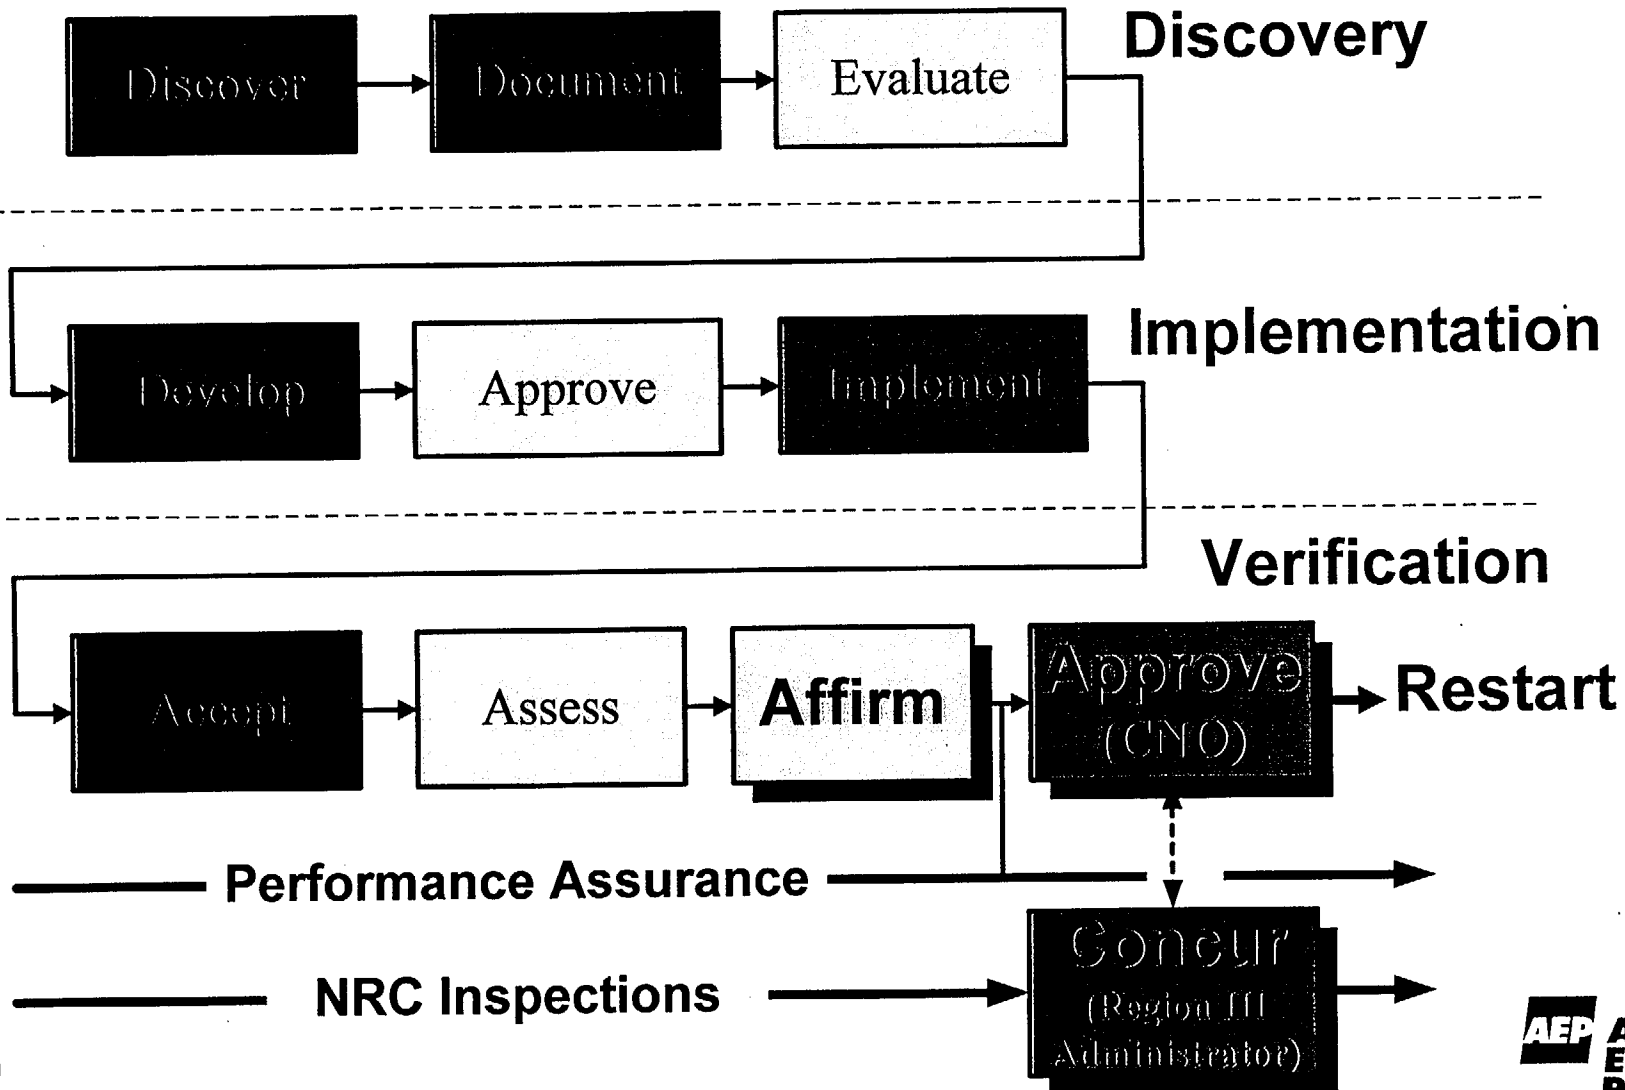 Discovery
Discover
Document
Evaluate
Implementation
Develop
Approve
Implement
Verification
Accept
Assess
Affirm
Approve
(CNO)
Restart
Performance Assurance
NRC Inspections
Concur
(Region III
Administrator)
AEP